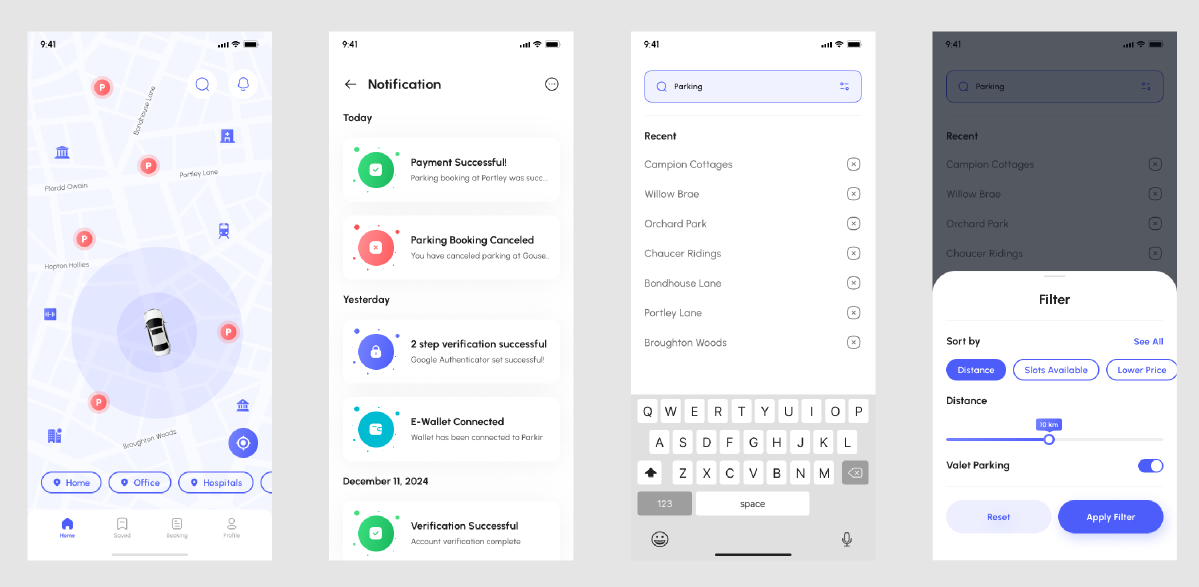 9:41
P
Bondhouse Lane
P
Portley Lane
Ffordd Owain
P
Hopton Hollies
P
P
Broughton Woods
Home
Office
Hospitals
Home
Saved
Booking
Profile
9:41
Notification
Today
Payment Successful!
Parking booking at Portley was succ...
Parking Booking Canceled
You have canceled parking at Gouse..
Yesterday
2 step verification successful
Google Authenticator set successful!
E-Wallet Connected
Wallet has been connected to Parkir
December 11, 2024
Verification Successful
Account verification complete
9:41
Parking
Recent
Campion Cottages
Willow Brae
Orchard Park
Chaucer Ridings
Bondhouse Lane
Portley Lane
Broughton Woods
Q W E R T Y U I O P
A S D F G H J K L
Z X C V B N M
123 space
9:41
Parking
Recent
Campion Cottages
Willow Brae
Orchard Park
Chaucer Ridings
Filter
Sort by See All
Distance Slots Available Lower Price
Distance
10 km
Valet Parking
Reset Apply Filter